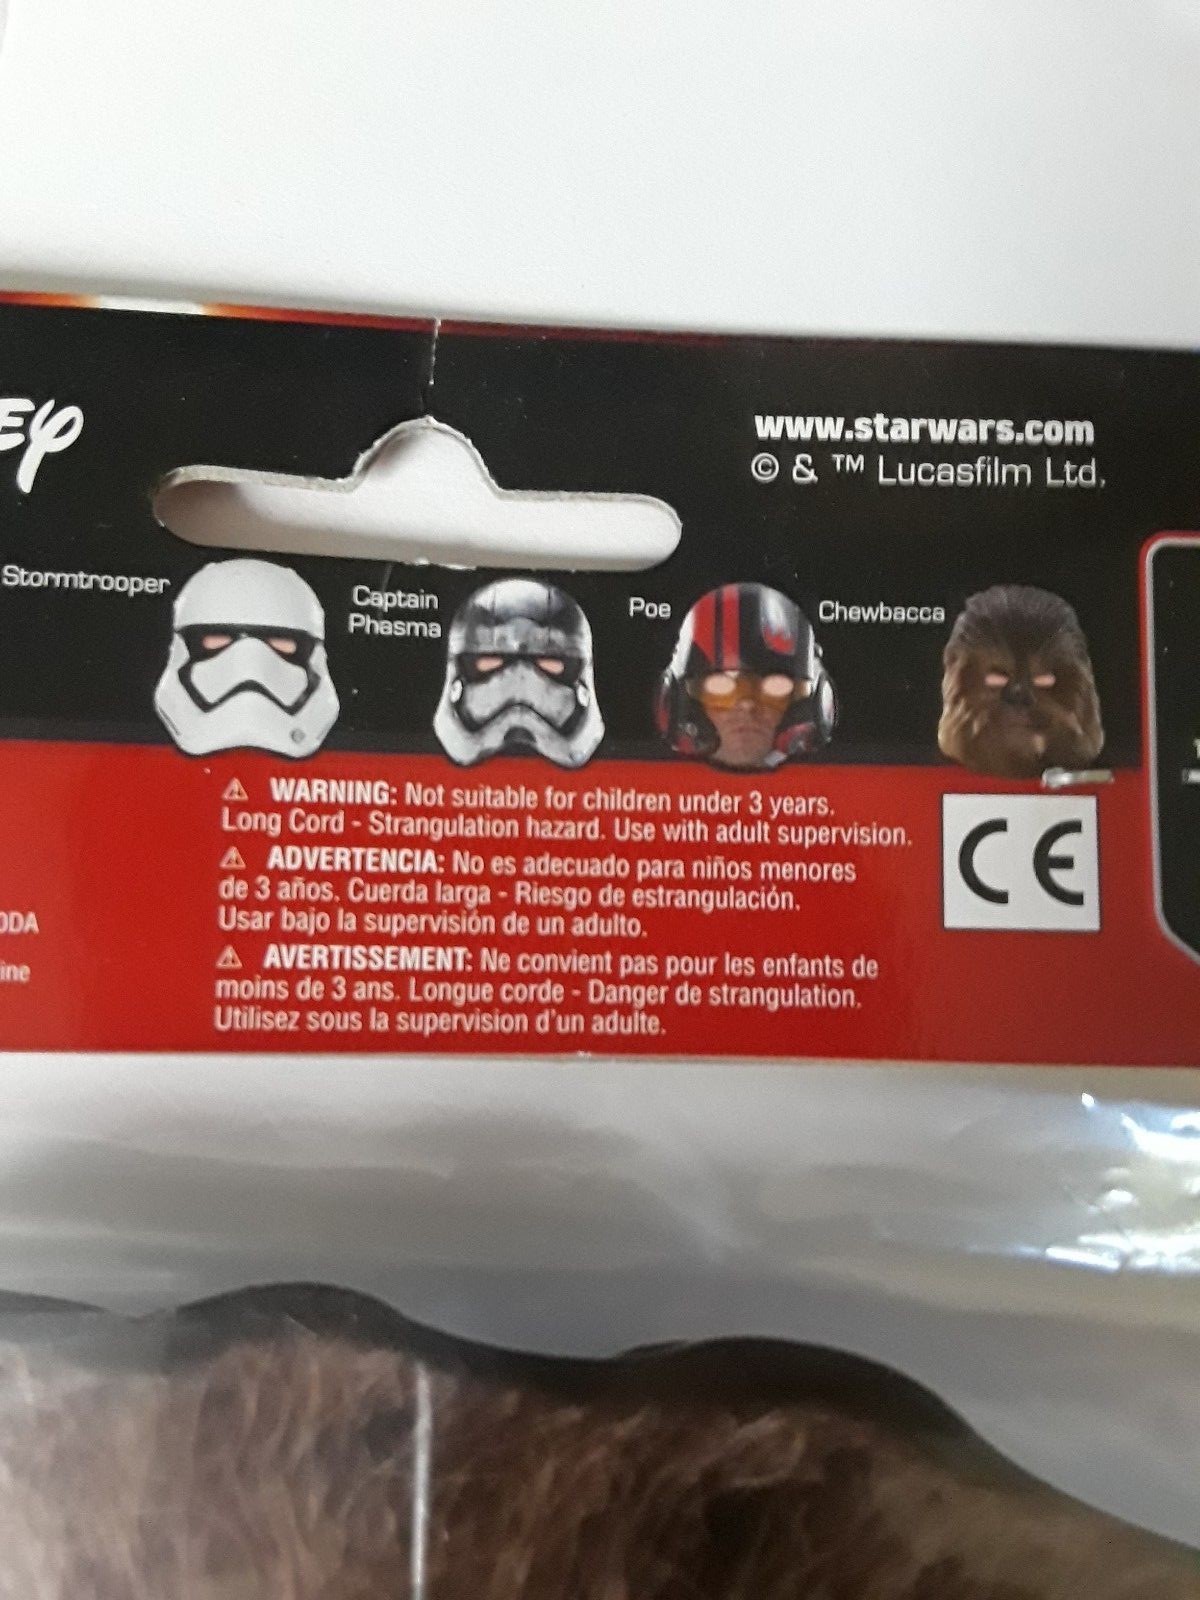 www.starwars.com
© & ™ Lucasfilm Ltd.
Stormtrooper
Captain
Phasma
Poe
Chewbacca
⚠ WARNING: Not suitable for children under 3 years.
Long Cord - Strangulation hazard. Use with adult supervision.
⚠ ADVERTENCIA: No es adecuado para niños menores
de 3 años. Cuerda larga - Riesgo de estrangulación.
Usar bajo la supervisión de un adulto.
⚠ AVERTISSEMENT: Ne convient pas pour les enfants de
moins de 3 ans. Longue corde - Danger de strangulation.
Utilisez sous la supervision d'un adulte.
CE